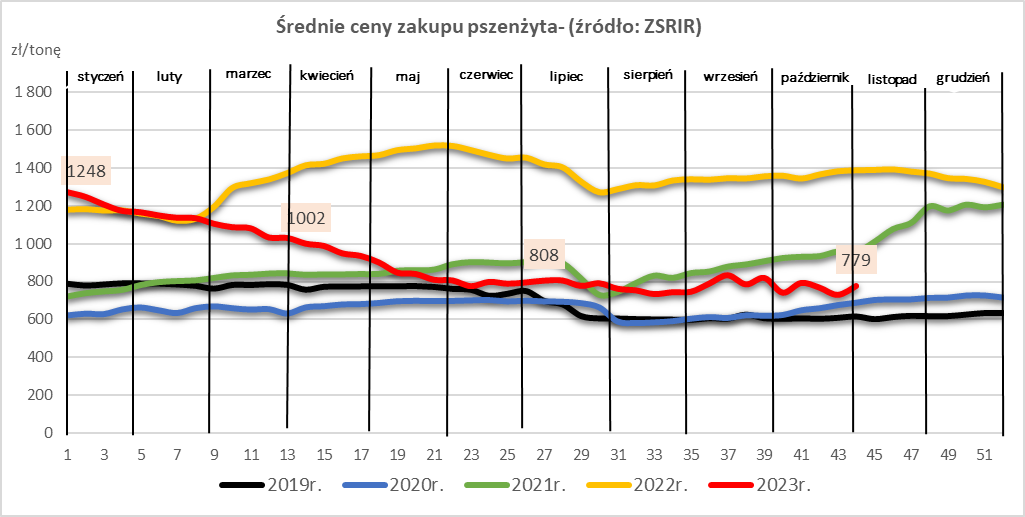 Średnie ceny zakupu pszenżyta- (źródło: ZSRIR)
zł/tonę
styczeń luty marzec kwiecień maj czerwiec lipiec sierpień wrzesień październik listopad grudzień
1 800
1 600
1 400
1 200
1 000
800
600
400
200
0
1248
1002
808
779
1 3 5 7 9 11 13 15 17 19 21 23 25 27 29 31 33 35 37 39 41 43 45 47 49 51
2019r. 2020r. 2021r. 2022r. 2023r.